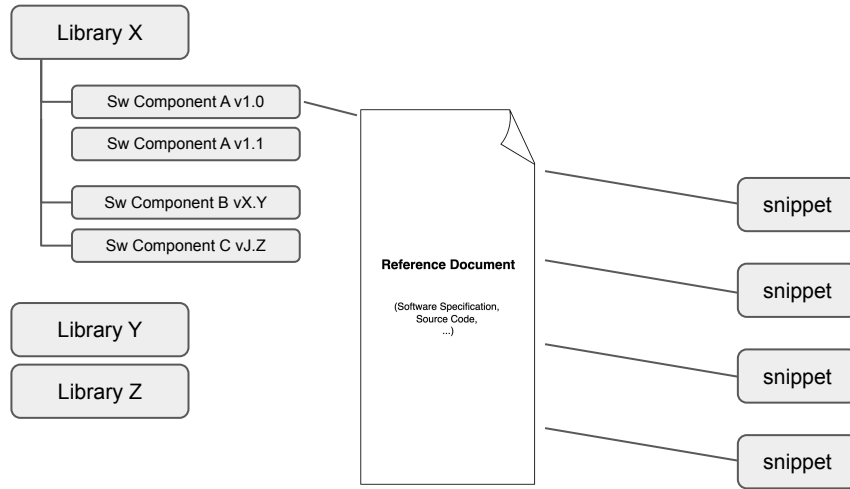 Library X
Sw Component A v1.0
Sw Component A v1.1
Sw Component B vX.Y
Sw Component C vJ.Z
Library Y
Library Z
Reference Document
(Software Specification,
Source Code,
...)
snippet
snippet
snippet
snippet